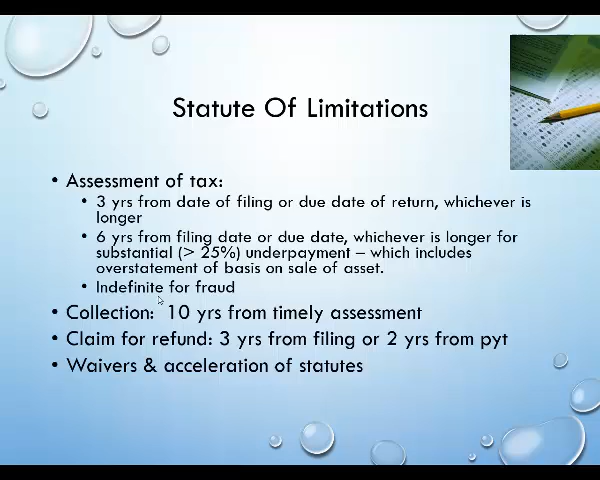 Statute Of Limitations
• Assessment of tax:
• 3 yrs from date of filing or due date of return, whichever is
longer
• 6 yrs from filing date or due date, whichever is longer for
substantial (> 25%) underpayment – which includes
overstatement of basis on sale of asset.
• Indefinite for fraud
• Collection:  10 yrs from timely assessment
• Claim for refund: 3 yrs from filing or 2 yrs from pyt
• Waivers & acceleration of statutes